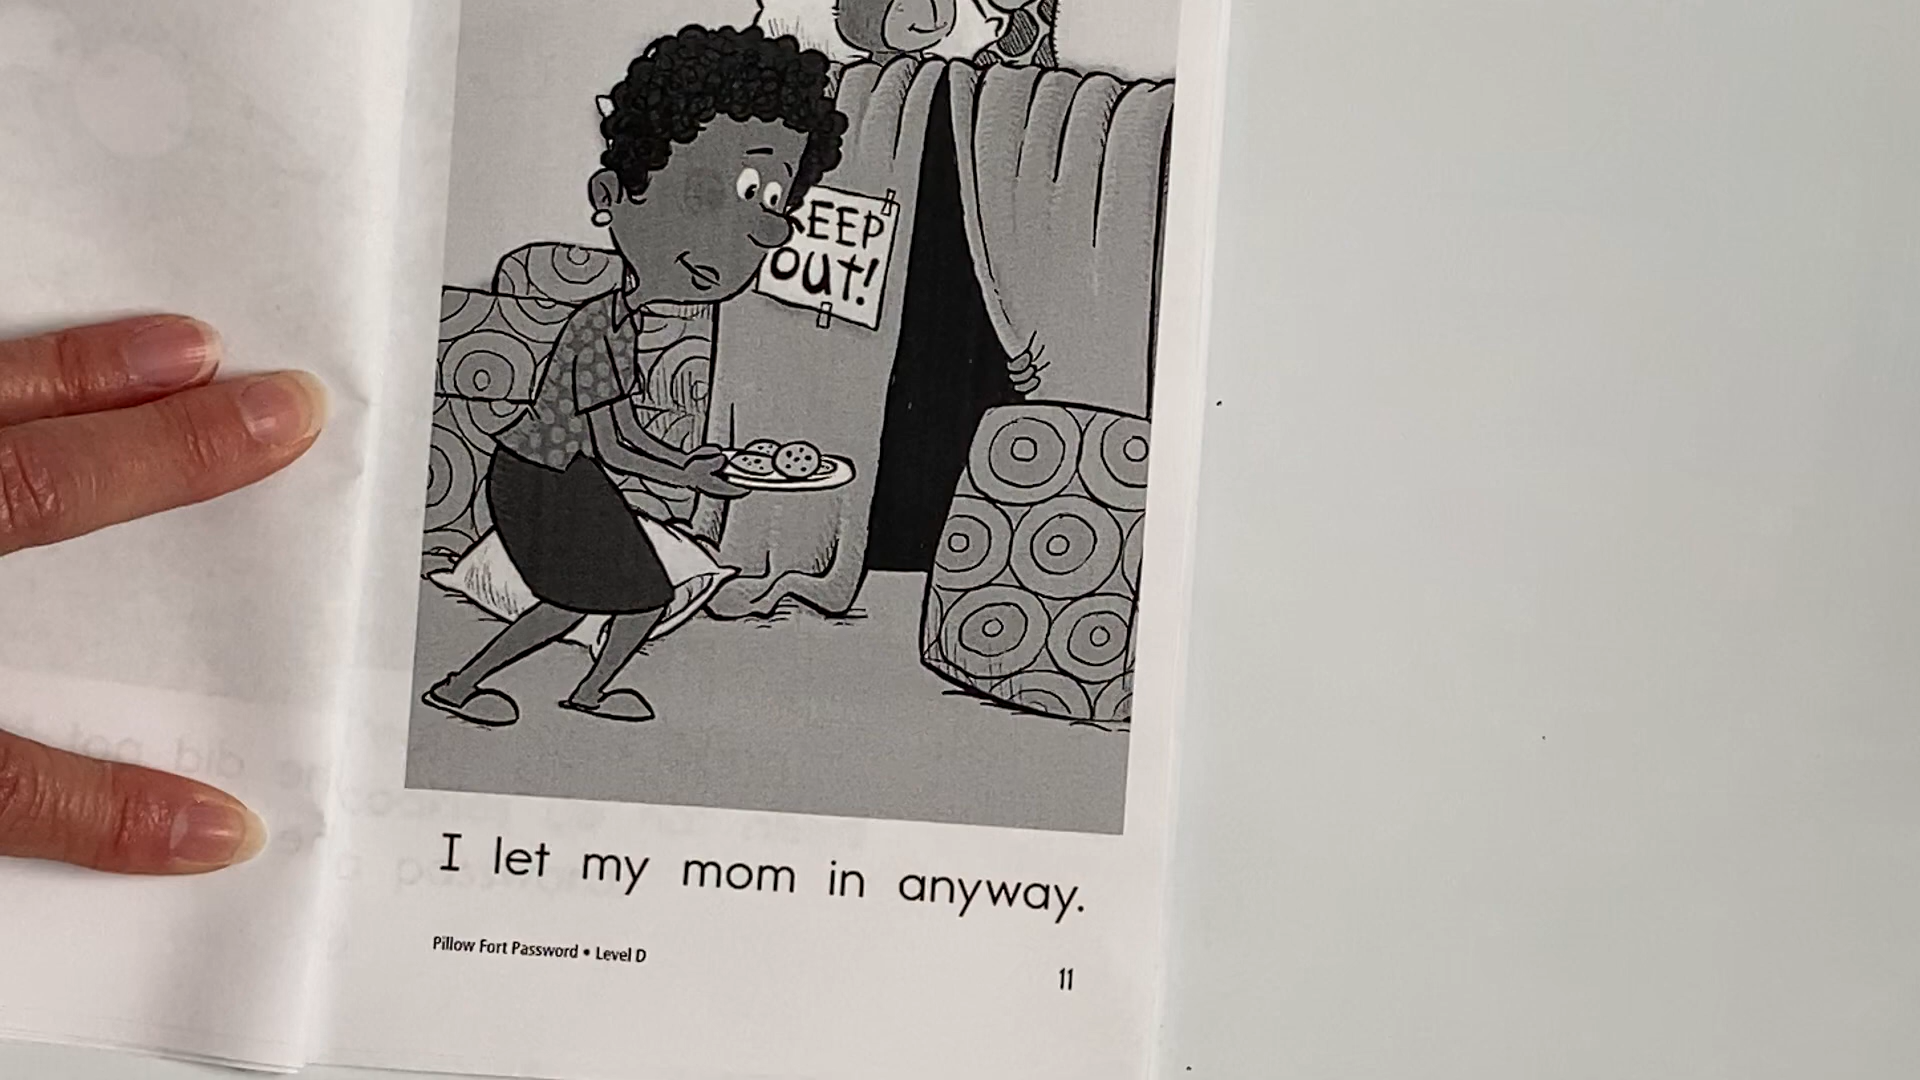 KEEP
OUT!
I let my mom in anyway.
Pillow Fort Password • Level D
11